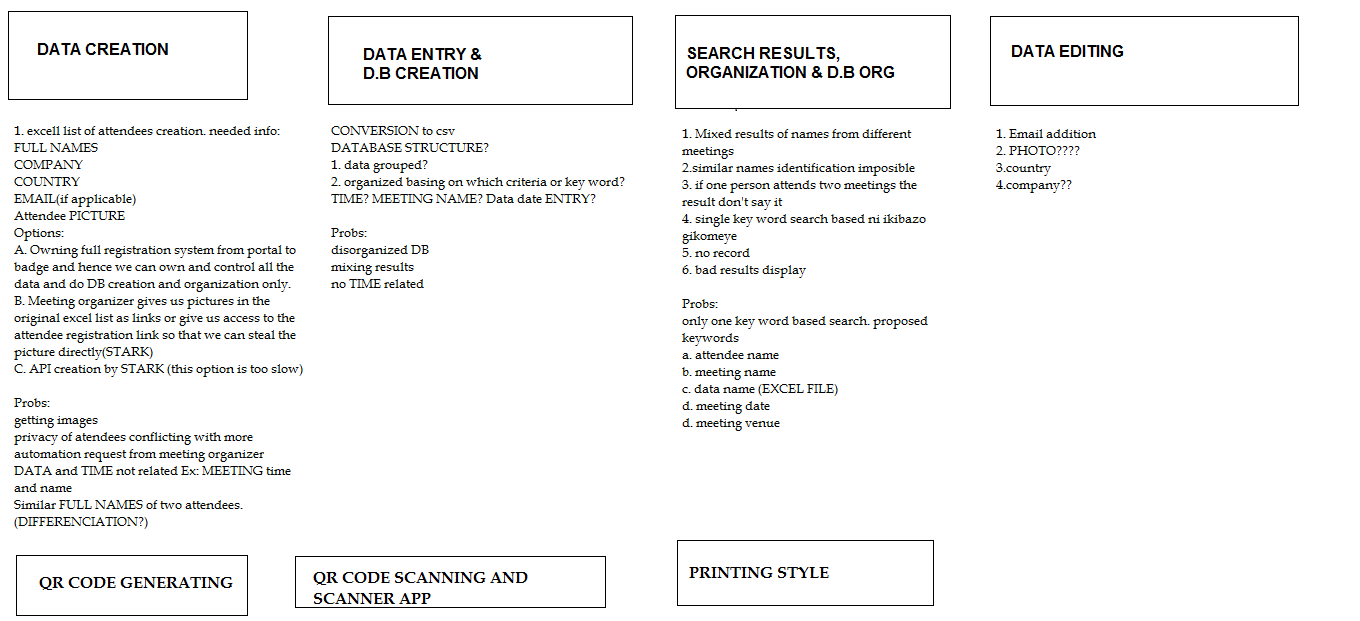 DATA CREATION
1. excell list of attendees creation. needed info:
FULL NAMES
COMPANY
COUNTRY
EMAIL(if applicable)
Attendee PICTURE
Options:
A. Owning full registration system from portal to
badge and hence we can own and control all the
data and do DB creation and organization only.
B. Meeting organizer gives us pictures in the
original excel list as links or give us access to the
attendee registration link so that we can steal the
picture directly(STARK)
C. API creation by STARK (this option is too slow)
Probs:
getting images
privacy of atendees conflicting with more
automation request from meeting organizer
DATA and TIME not related Ex: MEETING time
and name
Similar FULL NAMES of two attendees.
(DIFFERENCIATION?)
DATA ENTRY &
D.B CREATION
CONVERSION to csv
DATABASE STRUCTURE?
1. data grouped?
2. organized basing on which criteria or key word?
TIME? MEETING NAME? Data date ENTRY?
Probs:
disorganized DB
mixing results
no TIME related
SEARCH RESULTS,
ORGANIZATION & D.B ORG
1. Mixed results of names from different
meetings
2.similar names identification imposible
3. if one person attends two meetings the
result don't say it
4. single key word search based ni ikibazo
gikomeye
5. no record
6. bad results display
Probs:
only one key word based search. proposed
keywords
a. attendee name
b. meeting name
c. data name (EXCEL FILE)
d. meeting date
d. meeting venue
DATA EDITING
1. Email addition
2. PHOTO????
3.country
4.company??
QR CODE GENERATING
QR CODE SCANNING AND
SCANNER APP
PRINTING STYLE